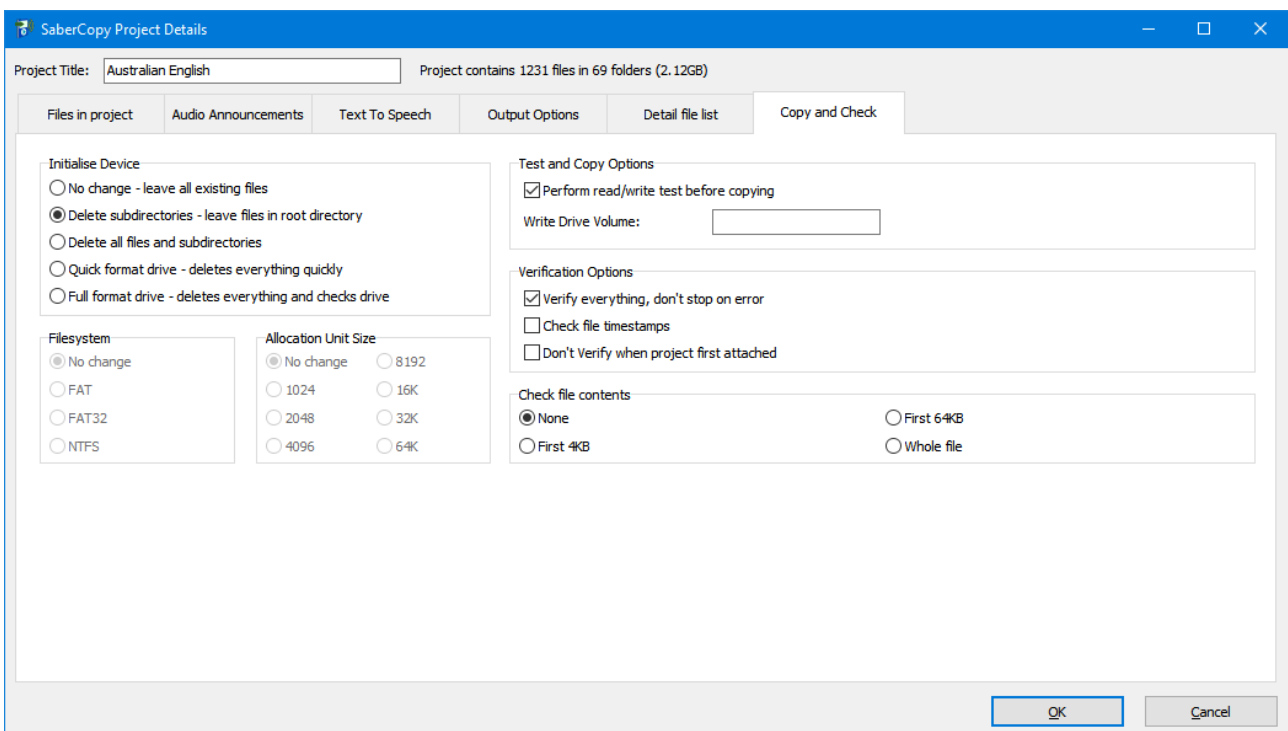 SaberCopy Project Details
Project Title: Australian English Project contains 1231 files in 69 folders (2.12GB)
Files in project Audio Announcements Text To Speech Output Options Detail file list Copy and Check
Initialise Device
No change - leave all existing files
Delete subdirectories - leave files in root directory
Delete all files and subdirectories
Quick format drive - deletes everything quickly
Full format drive - deletes everything and checks drive
Filesystem
No change
FAT
FAT32
NTFS
Allocation Unit Size
No change 8192
1024 16K
2048 32K
4096 64K
Test and Copy Options
Perform read/write test before copying
Write Drive Volume:
Verification Options
Verify everything, don't stop on error
Check file timestamps
Don't Verify when project first attached
Check file contents
None First 64KB
First 4KB Whole file
OK Cancel